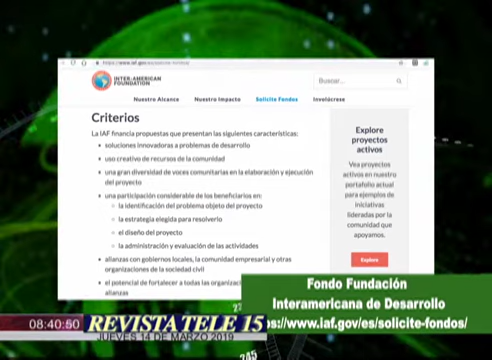 https://www.iaf.gov/es/solicite-fondos/
INTER-AMERICAN
FOUNDATION
Buscar...
Nuestro Alcance Nuestro Impacto Solicite Fondos Involúcrese
Criterios
La IAF financia propuestas que presentan las siguientes características:
soluciones innovadoras a problemas de desarrollo
uso creativo de recursos de la comunidad
una gran diversidad de voces comunitarias en la elaboración y ejecución
del proyecto
una participación considerable de los beneficiarios en:
la identificación del problema objeto del proyecto
la estrategia elegida para resolverlo
el diseño del proyecto
la administración y evaluación de las actividades
alianzas con gobiernos locales, la comunidad empresarial y otras
organizaciones de la sociedad civil
el potencial de fortalecer a todas las organizaci
alianzas
Explore
proyectos
activos
Vea proyectos
activos en nuestro
portafolio actual
para ejemplos de
iniciativas
lideradas por la
comunidad que
apoyamos.
Explore
Fondo Fundación
Interamericana de Desarrollo
ps://www.iaf.gov/es/solicite-fondos/
08:40:50 REVISTA TELE 15
JUEVES 14 DE MARZO 2019